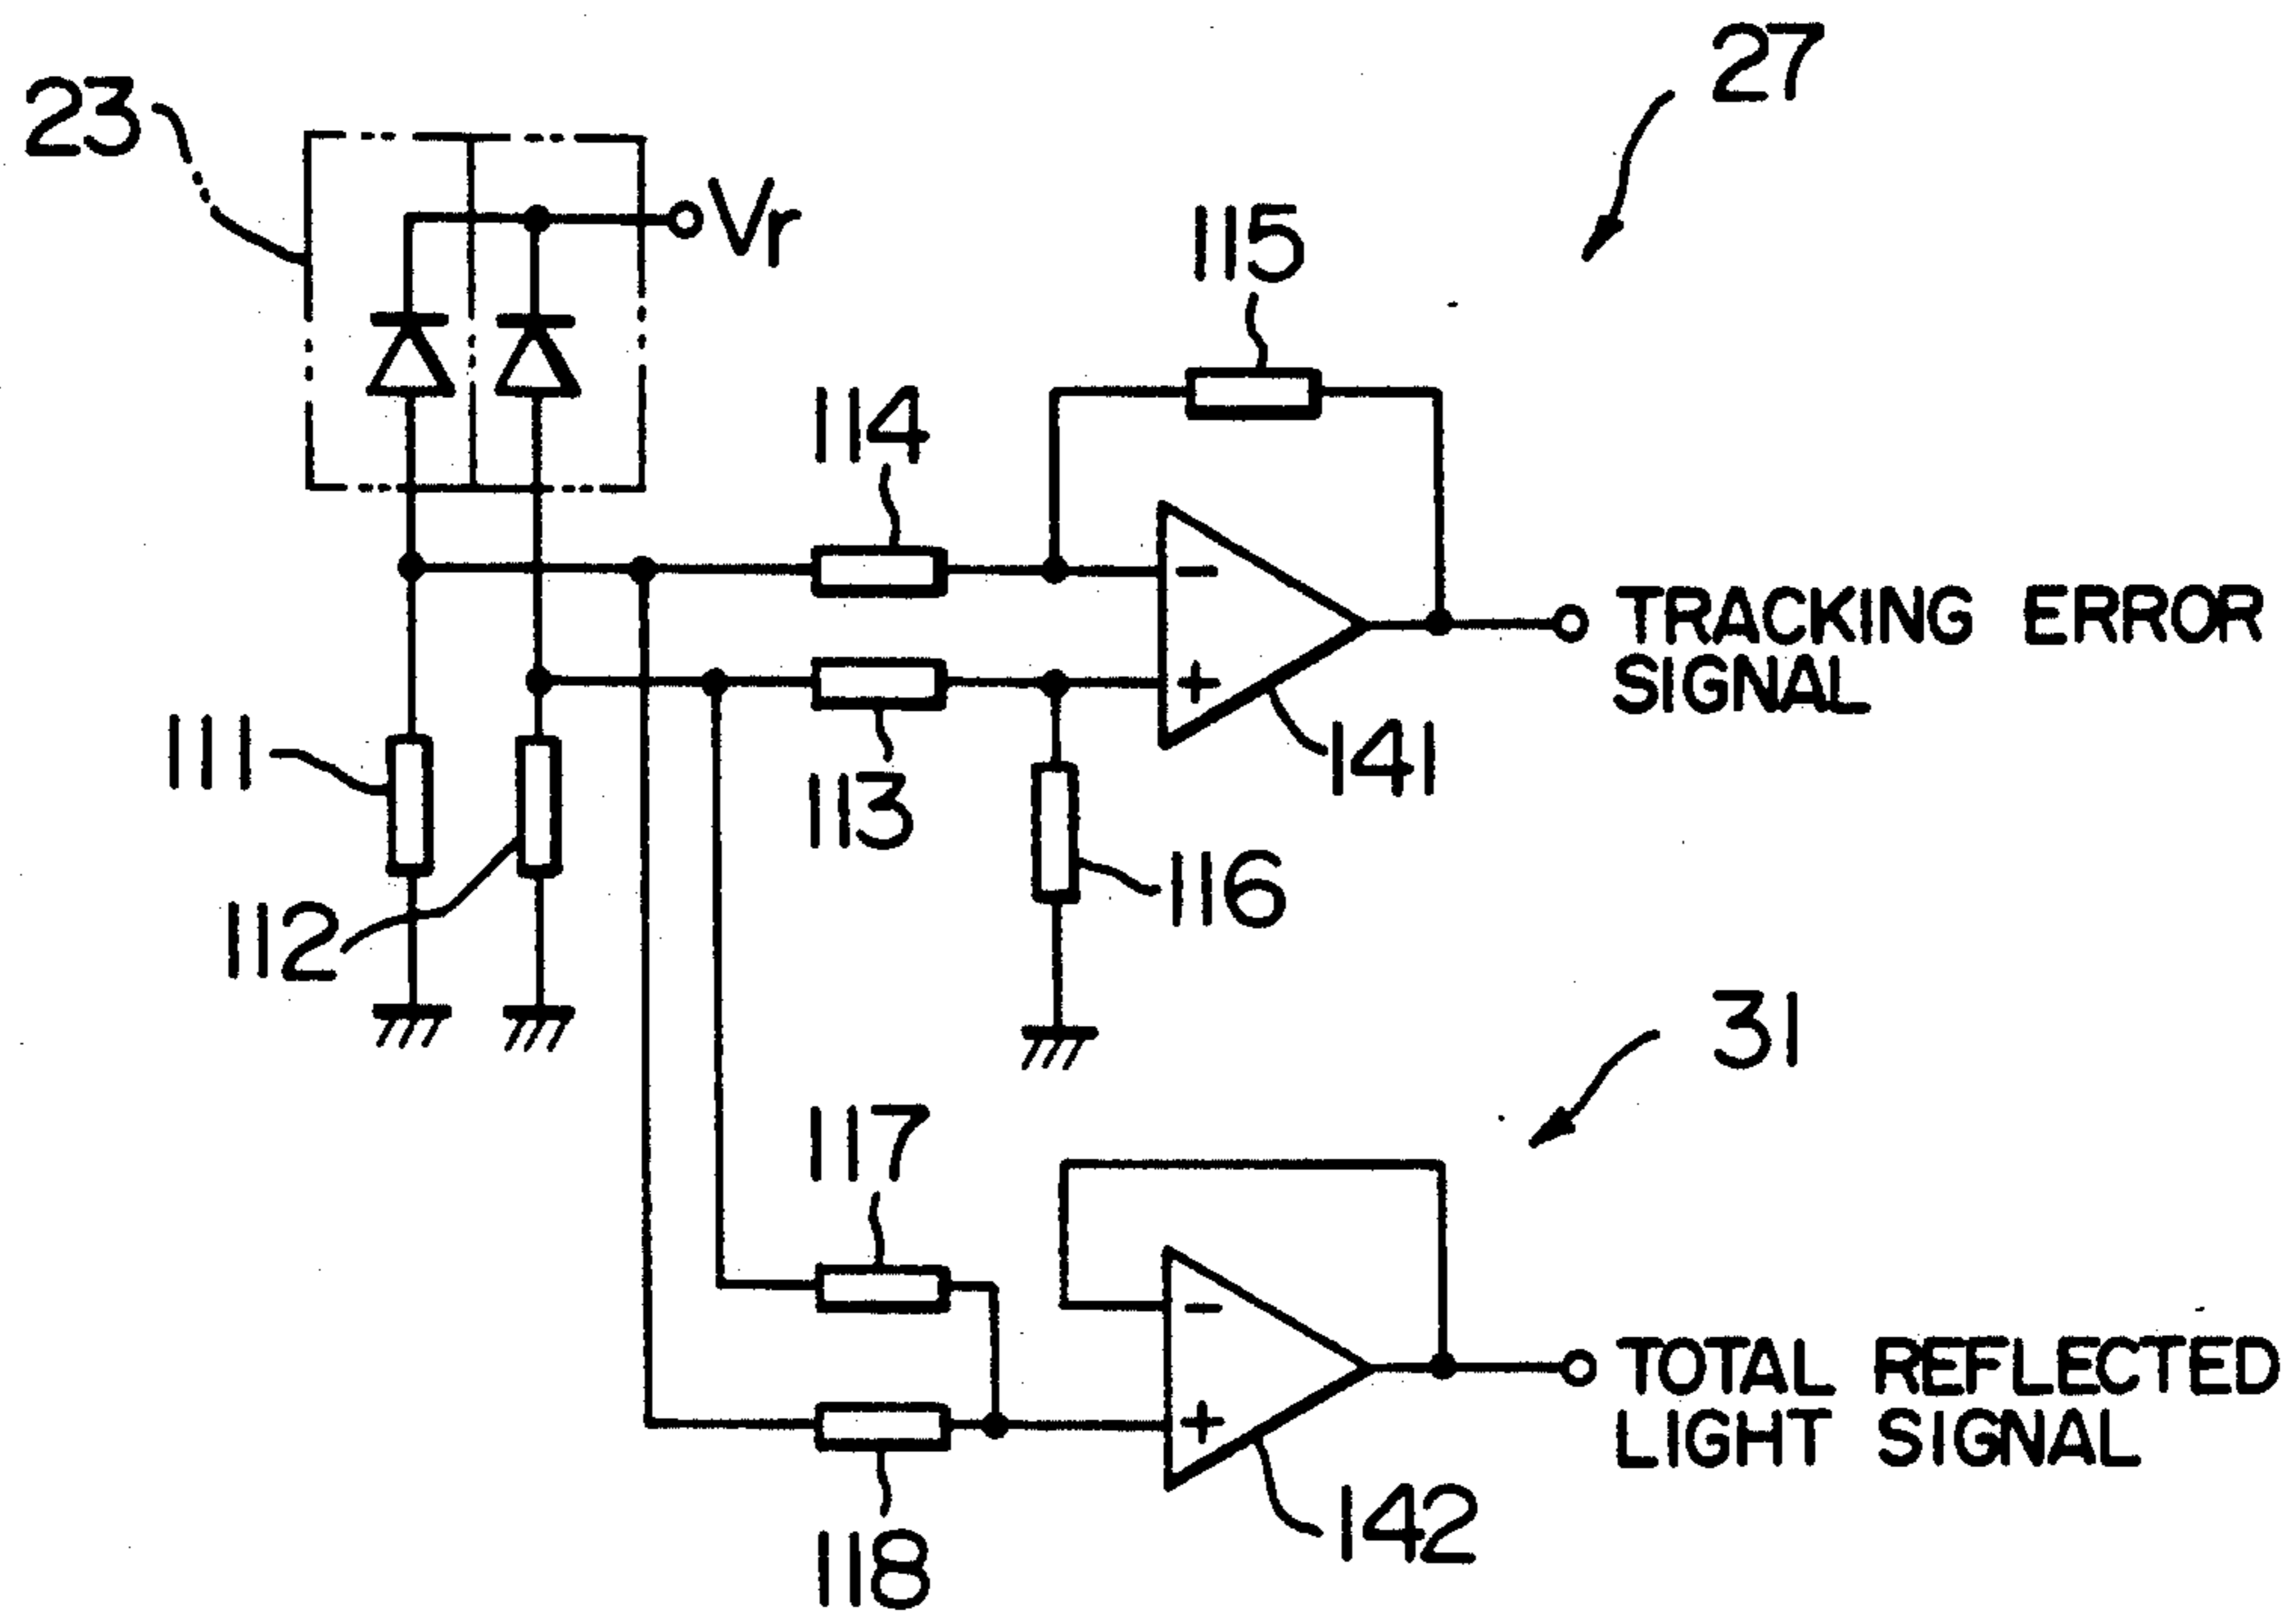 27
23
Vr
115
114
TRACKING ERROR
SIGNAL
111
113
141
112
116
31
117
TOTAL REFLECTED
LIGHT SIGNAL
142
118